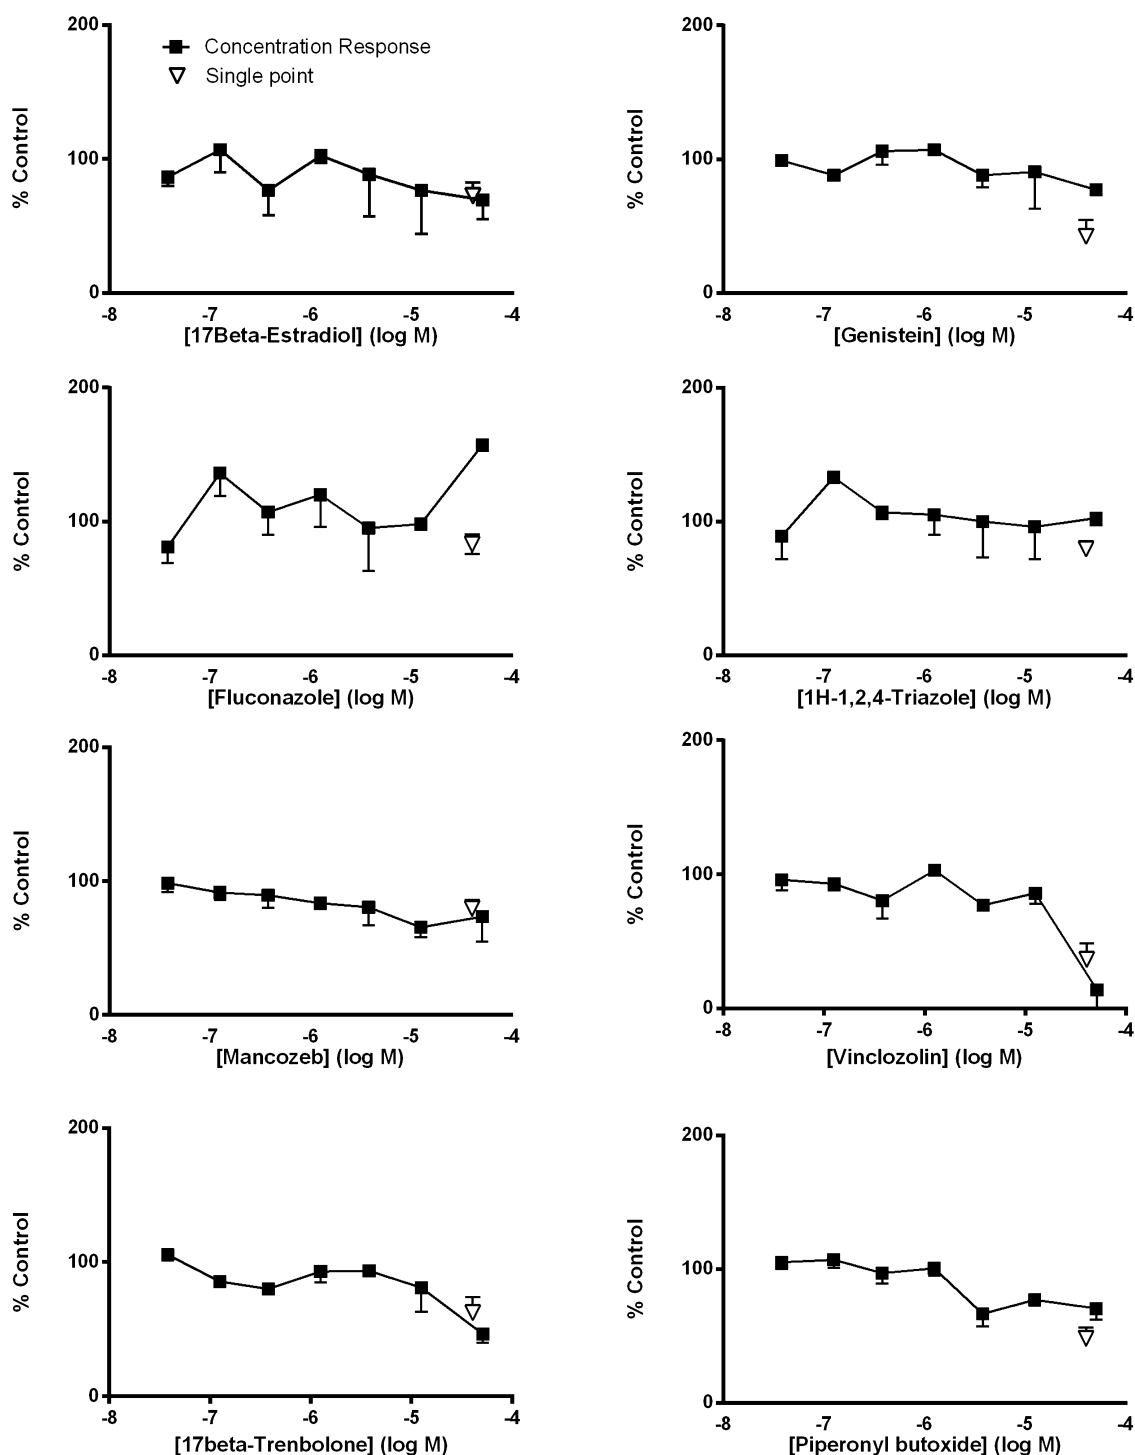 200
100
0
% Control
Concentration Response
Single point
-8 -7 -6 -5 -4
[17Beta-Estradiol] (log M)
200
100
0
% Control
-8 -7 -6 -5 -4
[Genistein] (log M)
200
100
0
% Control
-8 -7 -6 -5 -4
[Fluconazole] (log M)
200
100
0
% Control
-8 -7 -6 -5 -4
[1H-1,2,4-Triazole] (log M)
200
100
0
% Control
-8 -7 -6 -5 -4
[Mancozeb] (log M)
200
100
0
% Control
-8 -7 -6 -5 -4
[Vinclozolin] (log M)
200
100
0
% Control
-8 -7 -6 -5 -4
[17beta-Trenbolone] (log M)
200
100
0
% Control
-8 -7 -6 -5 -4
[Piperonyl butoxide] (log M)